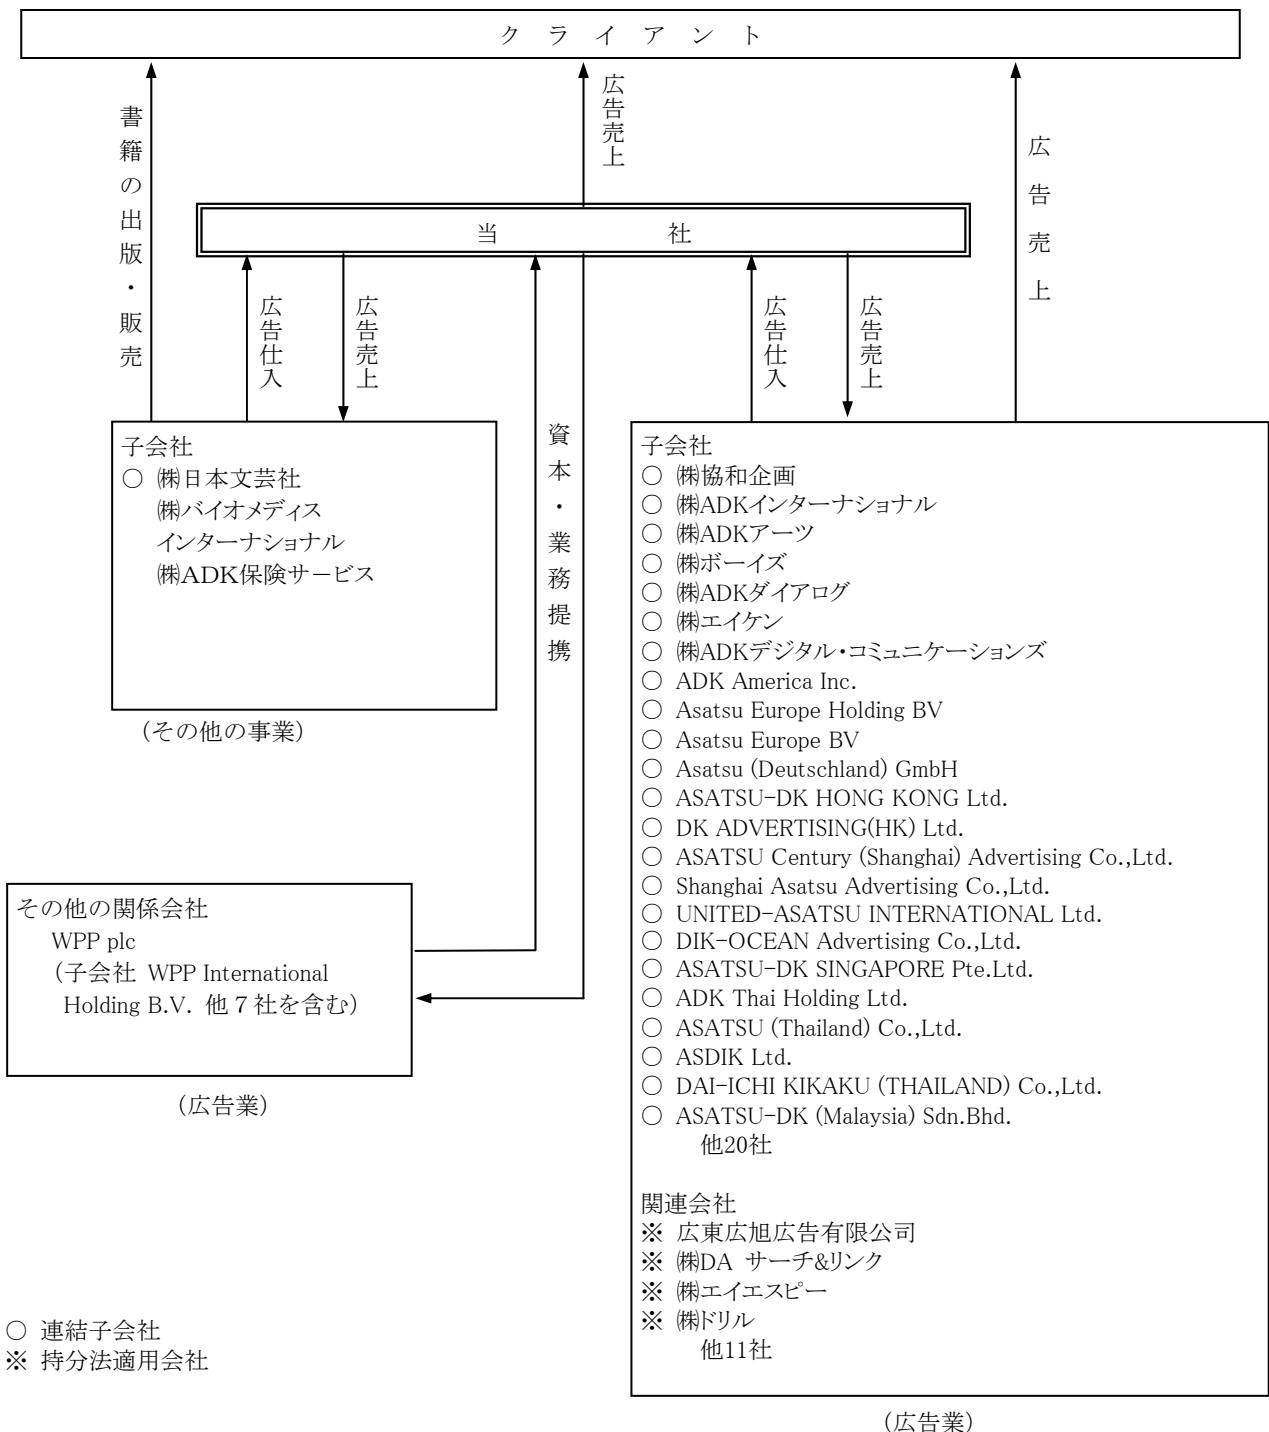 クライアント
書籍の出版・販売
広告売上
広告売上
当社
広告仕入
広告売上
資本・業務提携
広告仕入
広告売上
子会社
○ ㈱日本文芸社
㈱バイオメディス
インターナショナル
㈱ADK保険サービス
(その他の事業)
その他の関係会社
WPP plc
(子会社 WPP International
Holding B.V. 他7社を含む)
(広告業)
子会社
○ ㈱協和企画
○ ㈱ADKインターナショナル
○ ㈱ADKアーツ
○ ㈱ボーイズ
○ ㈱ADKダイアログ
○ ㈱エイケン
○ ㈱ADKデジタル・コミュニケーションズ
○ ADK America Inc.
○ Asatsu Europe Holding BV
○ Asatsu Europe BV
○ Asatsu (Deutschland) GmbH
○ ASATSU-DK HONG KONG Ltd.
○ DK ADVERTISING(HK) Ltd.
○ ASATSU Century (Shanghai) Advertising Co.,Ltd.
○ Shanghai Asatsu Advertising Co.,Ltd.
○ UNITED-ASATSU INTERNATIONAL Ltd.
○ DIK-OCEAN Advertising Co.,Ltd.
○ ASATSU-DK SINGAPORE Pte.Ltd.
○ ADK Thai Holding Ltd.
○ ASATSU (Thailand) Co.,Ltd.
○ ASDIK Ltd.
○ DAI-ICHI KIKAKU (THAILAND) Co.,Ltd.
○ ASATSU-DK (Malaysia) Sdn.Bhd.
他20社
関連会社
※ 広東広旭広告有限公司
※ ㈱DA サーチ&リンク
※ ㈱エイエスピー
※ ㈱ドリル
他11社
(広告業)
○ 連結子会社
※ 持分法適用会社